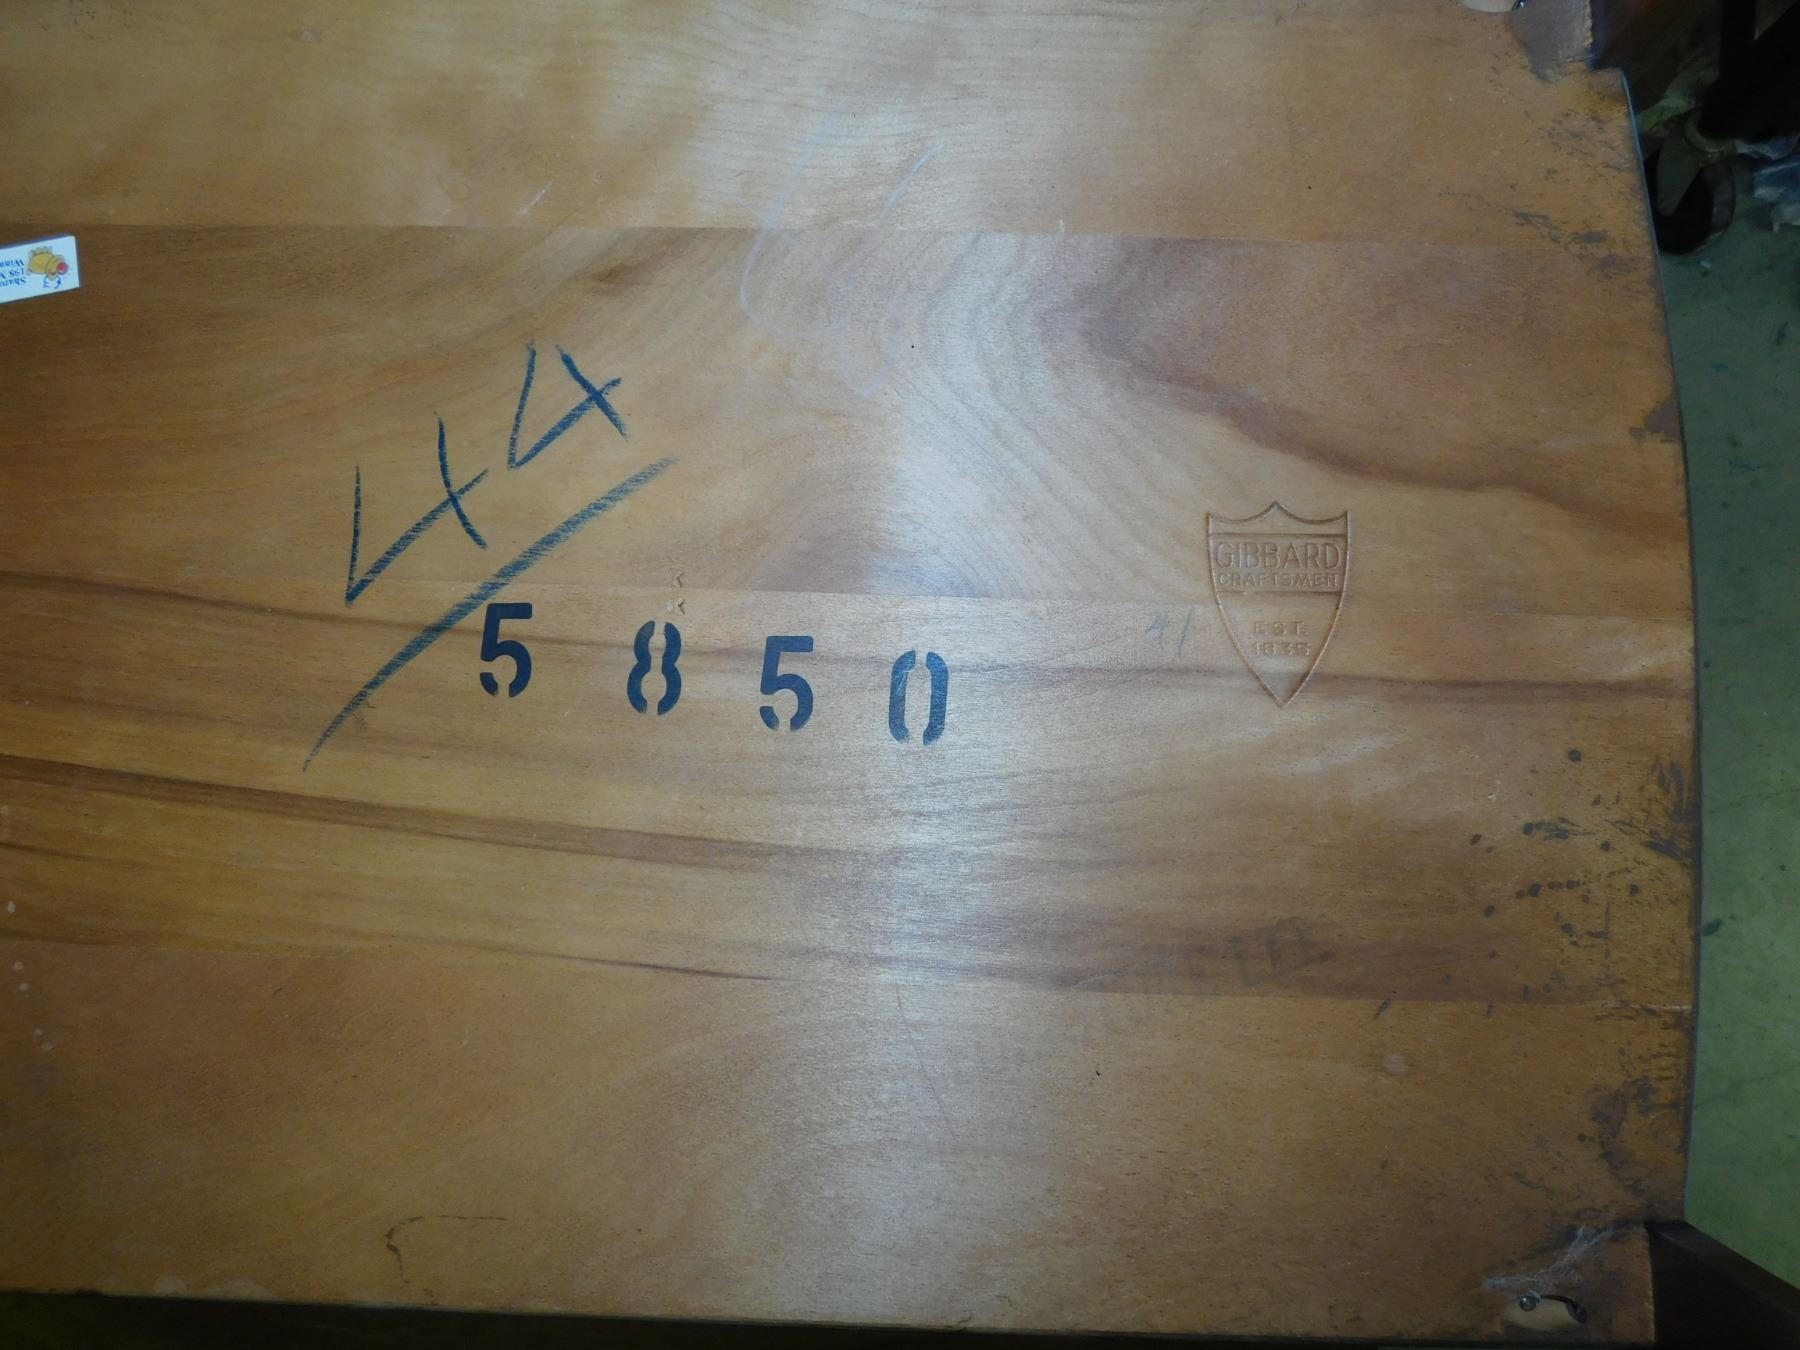 44
5850
GIBBARD
CRAFTSMEN
EST.
1835
41